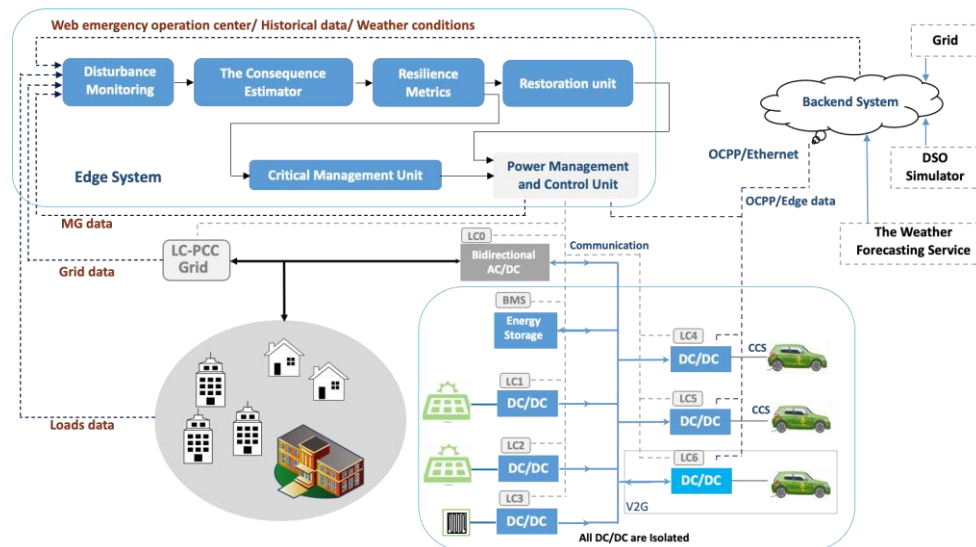 Web emergency operation center/ Historical data/ Weather conditions
Disturbance
Monitoring
The Consequence
Estimator
Resilience
Metrics
Restoration unit
Edge System
Critical Management Unit
Power Management
and Control Unit
Grid
Backend System
OCPP/Ethernet
DSO
Simulator
OCPP/Edge data
The Weather
Forecasting Service
MG data
Grid data
Loads data
LC-PCC
Grid
LC0
Bidirectional
AC/DC
Communication
BMS
Energy
Storage
LC1
DC/DC
LC2
DC/DC
LC3
DC/DC
LC4
DC/DC
CCS
LC5
DC/DC
CCS
LC6
DC/DC
V2G
All DC/DC are Isolated